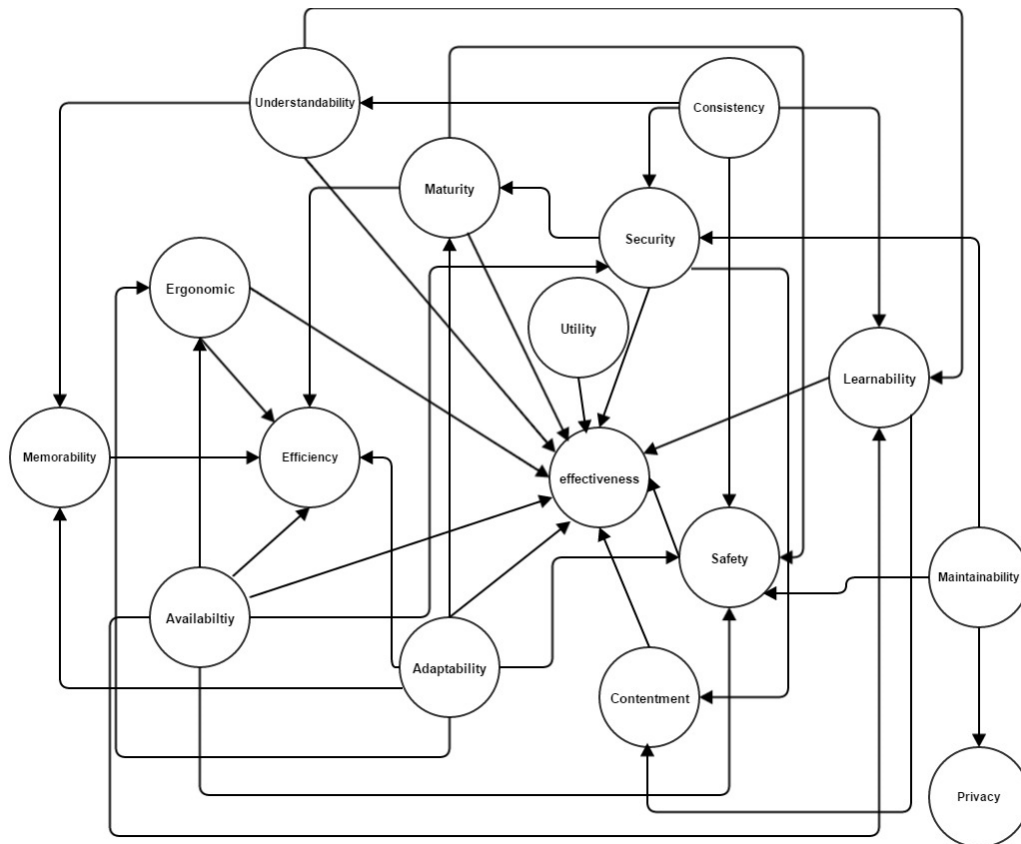 Understandability
Consistency
Maturity
Security
Ergonomic
Utility
Learnability
Memorability
Efficiency
effectiveness
Safety
Maintainability
Availabiltiy
Adaptability
Contentment
Privacy